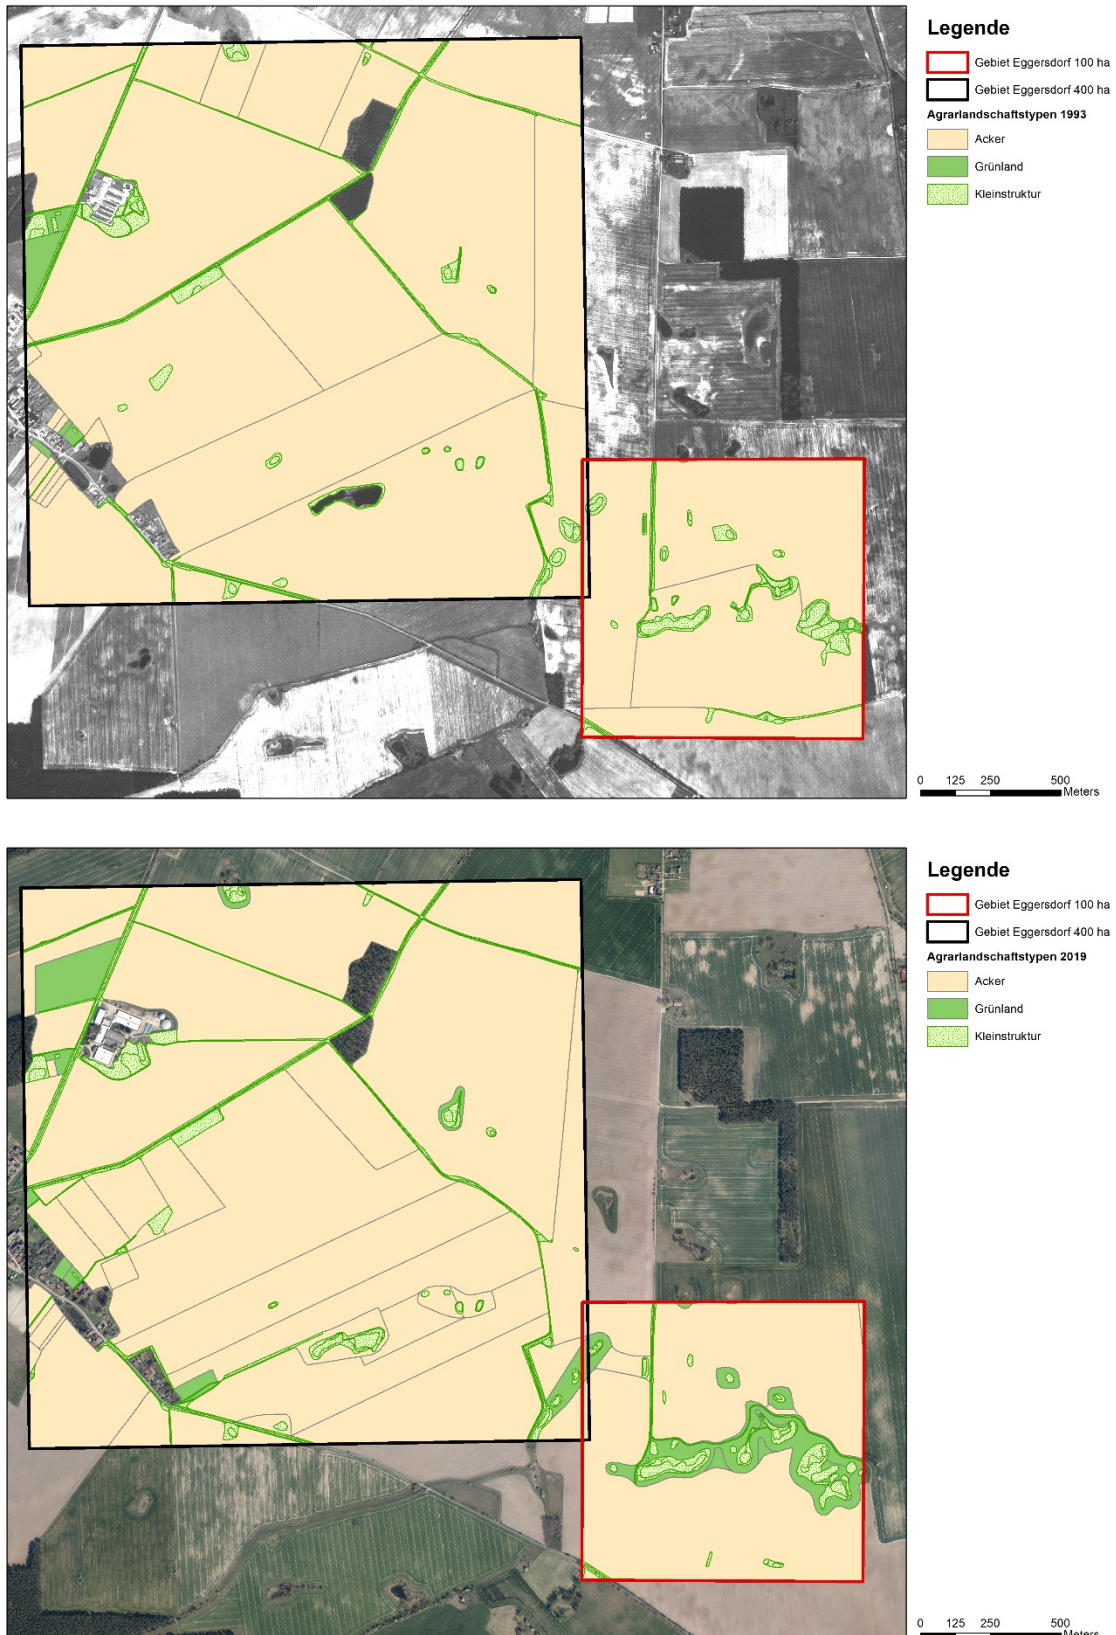 Legende
Gebiet Eggersdorf 100 ha
Gebiet Eggersdorf 400 ha
Agrarlandschaftstypen 1993
Acker
Grünland
Kleinstruktur
0 125 250 500
Meters
Legende
Gebiet Eggersdorf 100 ha
Gebiet Eggersdorf 400 ha
Agrarlandschaftstypen 2019
Acker
Grünland
Kleinstruktur
0 125 250 500
Meters